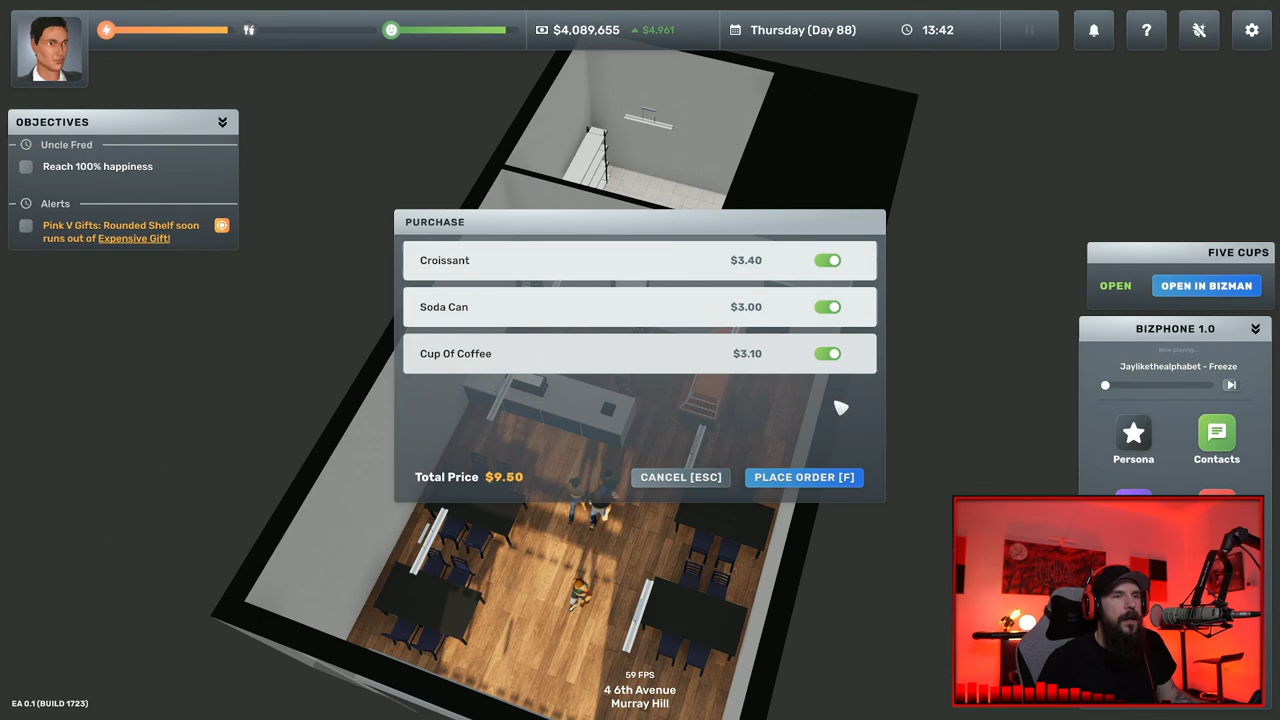 $4,089,655
$4,961
Thursday (Day 88)
13:42
?
OBJECTIVES
Uncle Fred
Reach 100% happiness
Alerts
Pink V Gifts: Rounded Shelf soon
runs out of Expensive Gift!
PURCHASE
Croissant
$3.40
Soda Can
$3.00
Cup Of Coffee
$3.10
Total Price $9.50
CANCEL [ESC]
PLACE ORDER [F]
FIVE CUPS
OPEN
OPEN IN BIZMAN
BIZPHONE 1.0
Now playing...
Jaylikethealphabet - Freeze
Persona
Contacts
59 FPS
4 6th Avenue
Murray Hill
EA 0.1 (BUILD 1723)